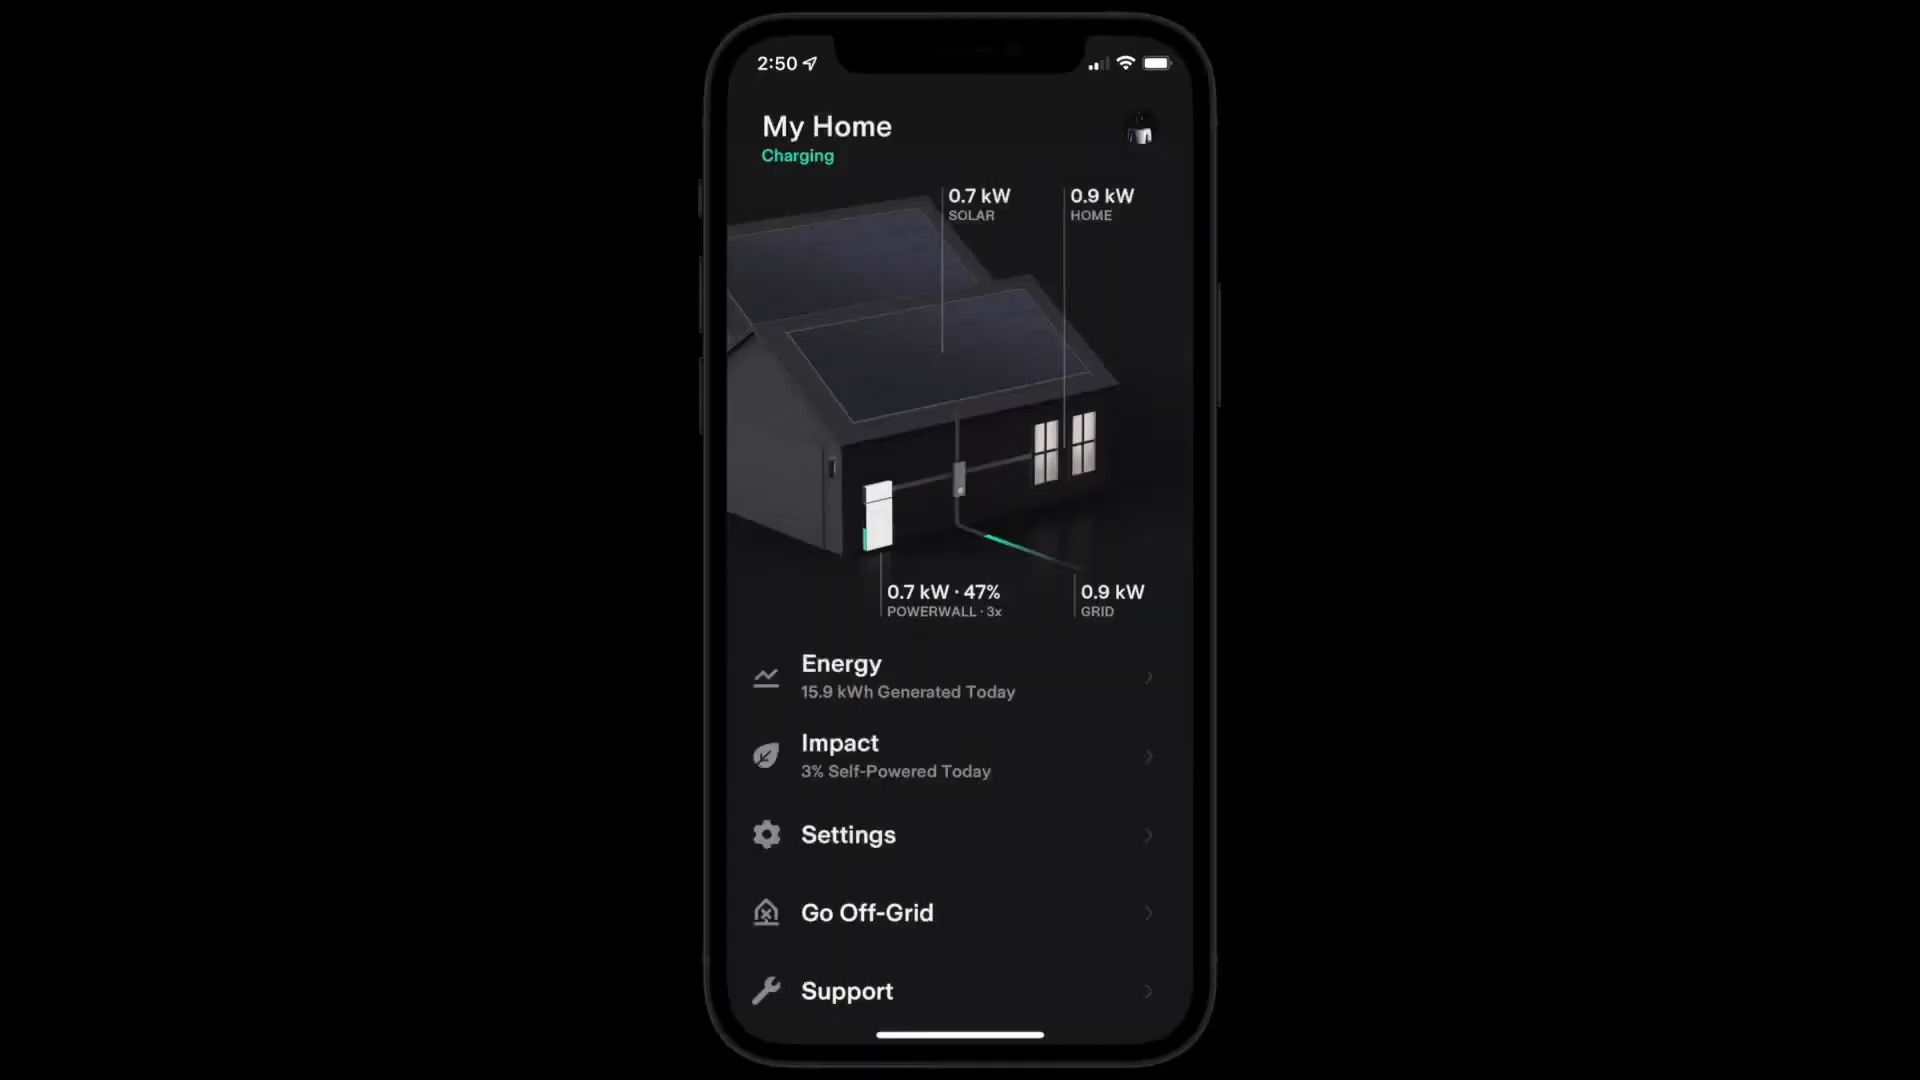 2:50
My Home
Charging
0.7 kW
SOLAR
0.9 kW
HOME
0.7 kW · 47%
POWERWALL · 3x
0.9 kW
GRID
Energy
15.9 kWh Generated Today
Impact
3% Self-Powered Today
Settings
Go Off-Grid
Support